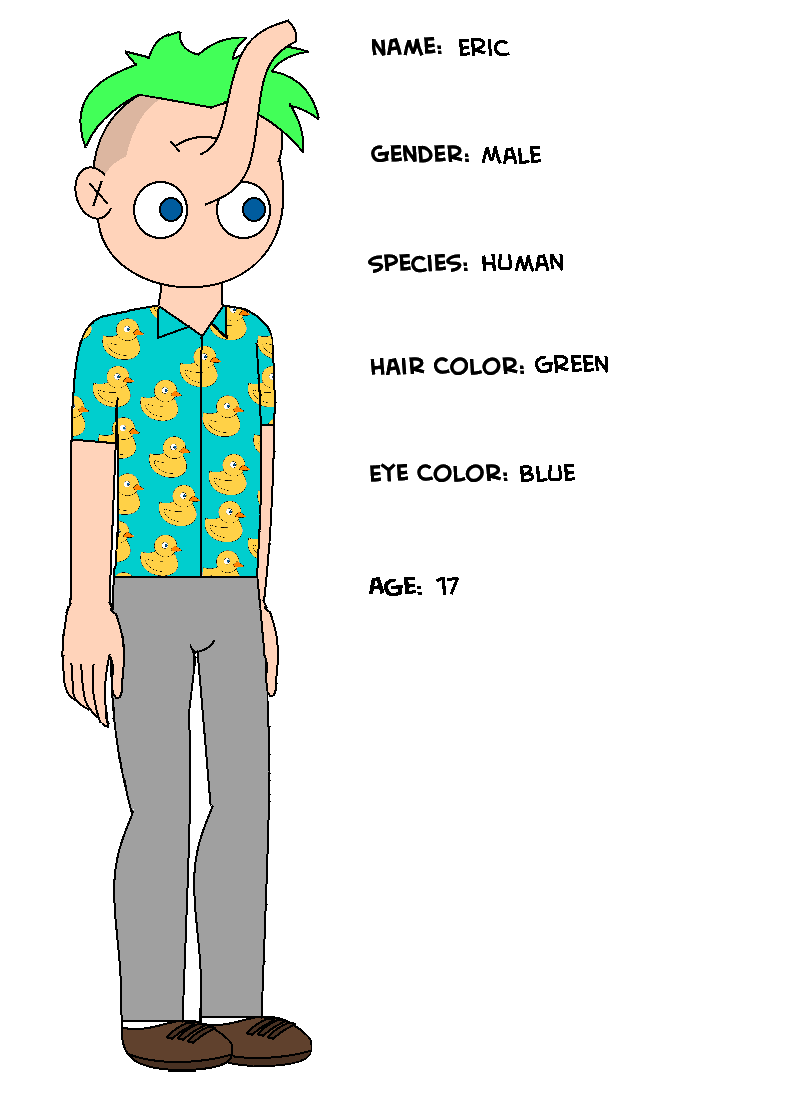 NAME: ERIC
GENDER: MALE
SPECIES: HUMAN
HAIR COLOR: GREEN
EYE COLOR: BLUE
AGE: 17